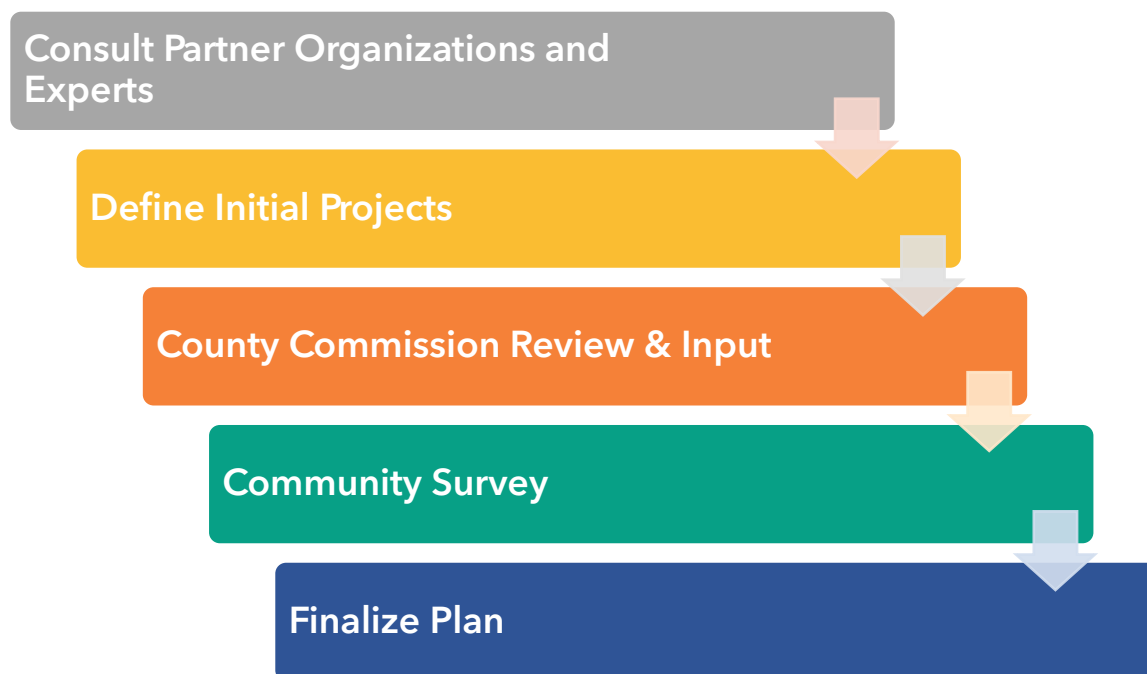 Consult Partner Organizations and
Experts
Define Initial Projects
County Commission Review & Input
Community Survey
Finalize Plan